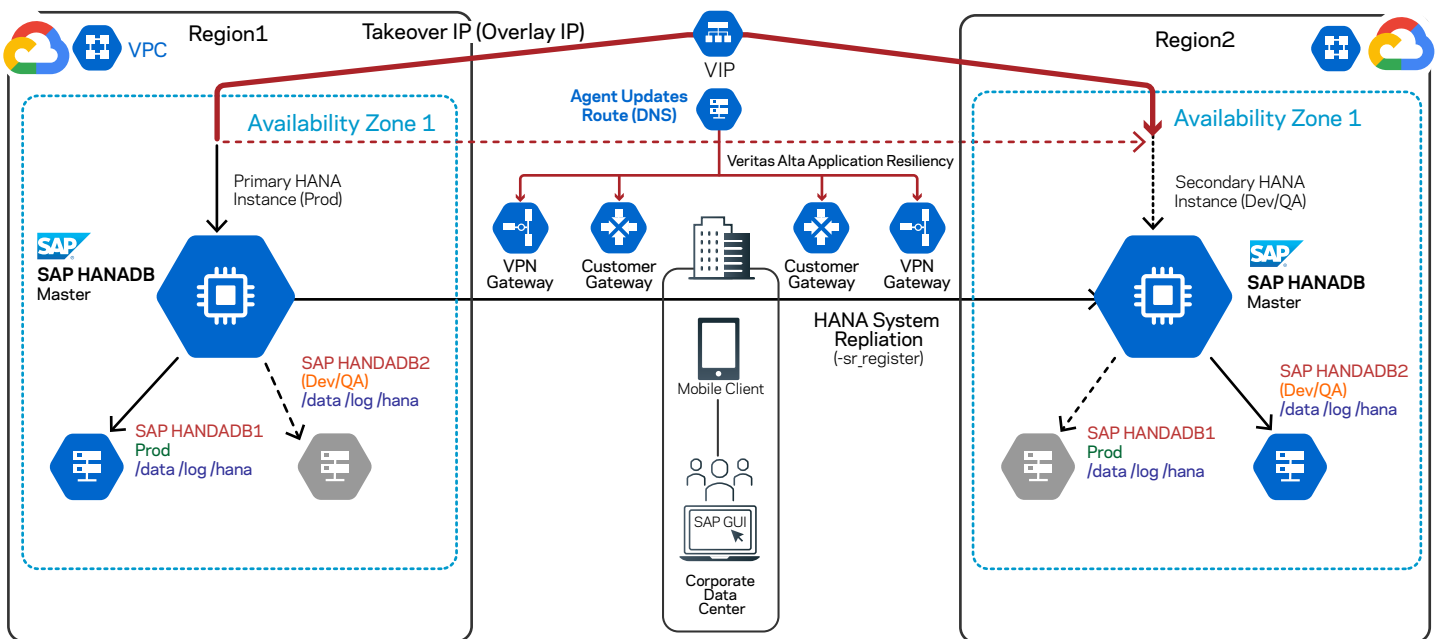 Region1
VPC
Takeover IP (Overlay IP)
VIP
Region2
Agent Updates
Route (DNS)
Availability Zone 1
Availability Zone 1
Veritas Alta Application Resiliency
Primary HANA
Instance (Prod)
Secondary HANA
Instance (Dev/QA)
VPN
Gateway
Customer
Gateway
Customer
Gateway
VPN
Gateway
SAP
SAP HANADB
Master
SAP
SAP HANADB
Master
HANA System
Repliation
(-sr_register)
SAP HANDADB2
(Dev/QA)
/data /log /hana
SAP HANDADB1
Prod
/data /log /hana
Mobile Client
SAP GUI
Corporate
Data
Center
SAP HANDADB2
(Dev/QA)
/data /log /hana
SAP HANDADB1
Prod
/data /log /hana